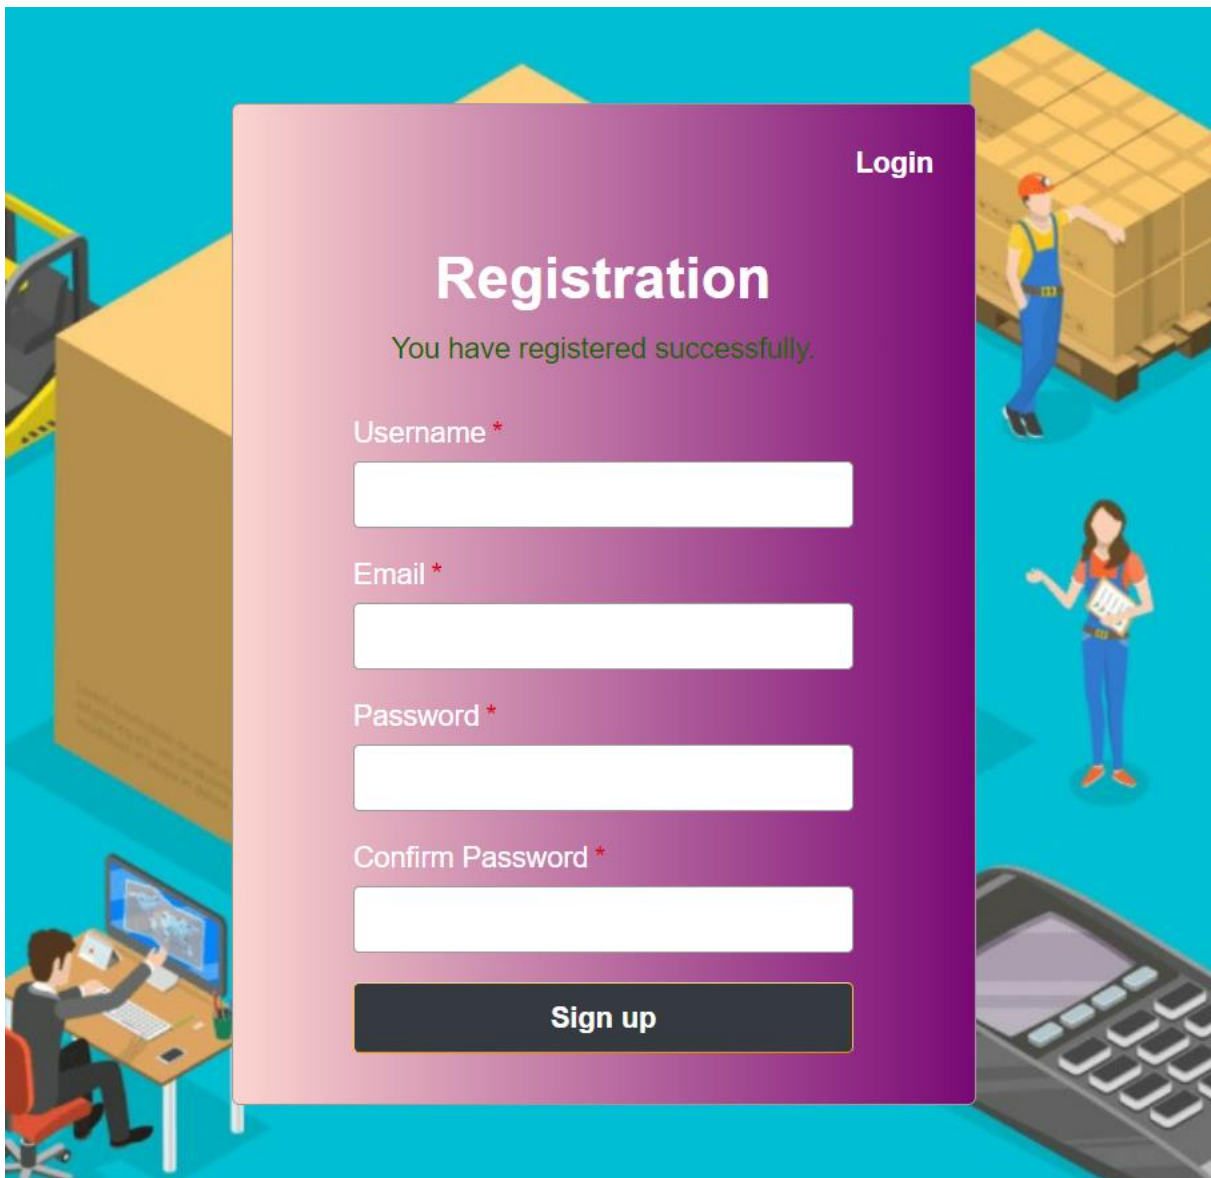 Login
Registration
You have registered successfully.
Username *
Email *
Password *
Confirm Password *
Sign up